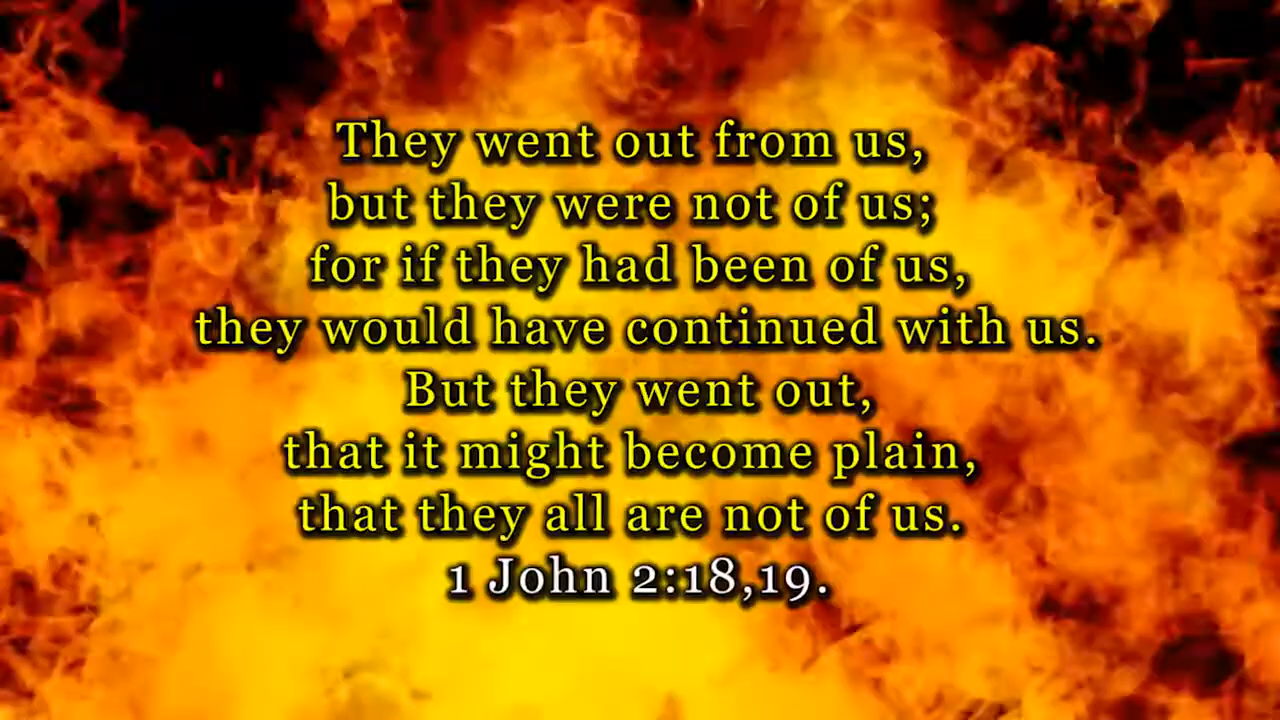 They went out from us,
but they were not of us;
for if they had been of us,
they would have continued with us.
But they went out,
that it might become plain,
that they all are not of us.
1 John 2:18,19.